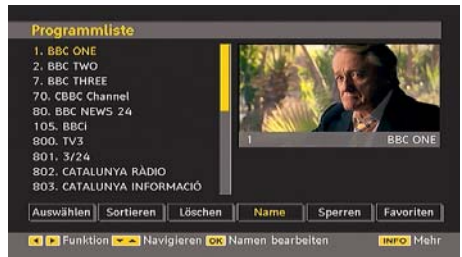 Programmliste
1. BBC ONE
2. BBC TWO
7. BBC THREE
70. CBBC Channel
80. BBC NEWS 24
105. BBCi
800. TV3
801. 3/24
802. CATALUNYA RÀDIO
803. CATALUNYA INFORMACIÓ
1 BBC ONE
Auswählen Sortieren Löschen Name Sperren Favoriten
Funktion Navigieren OK Namen bearbeiten INFO Mehr